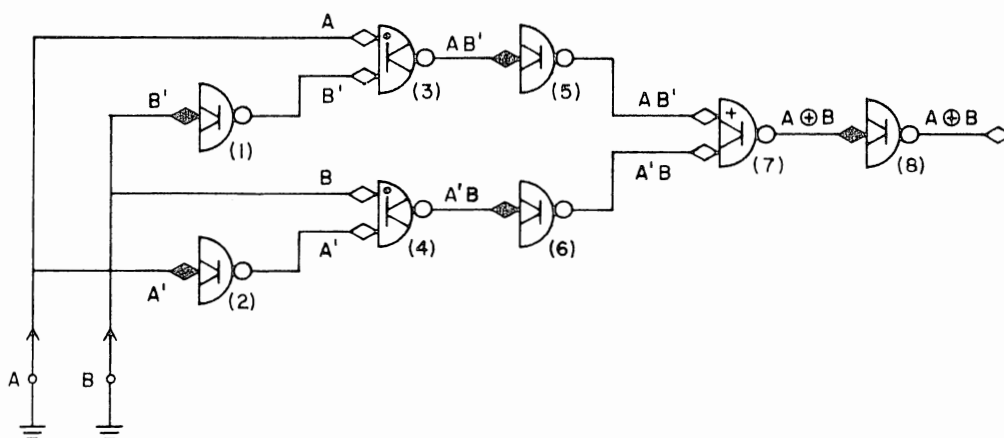 A
AB'
AB'
A ⊕ B
A ⊕ B
B'
B'
(3)
(5)
+
(1)
(7)
(8)
B
A'B
A'B
A'
A'
(4)
(6)
(2)
A
B